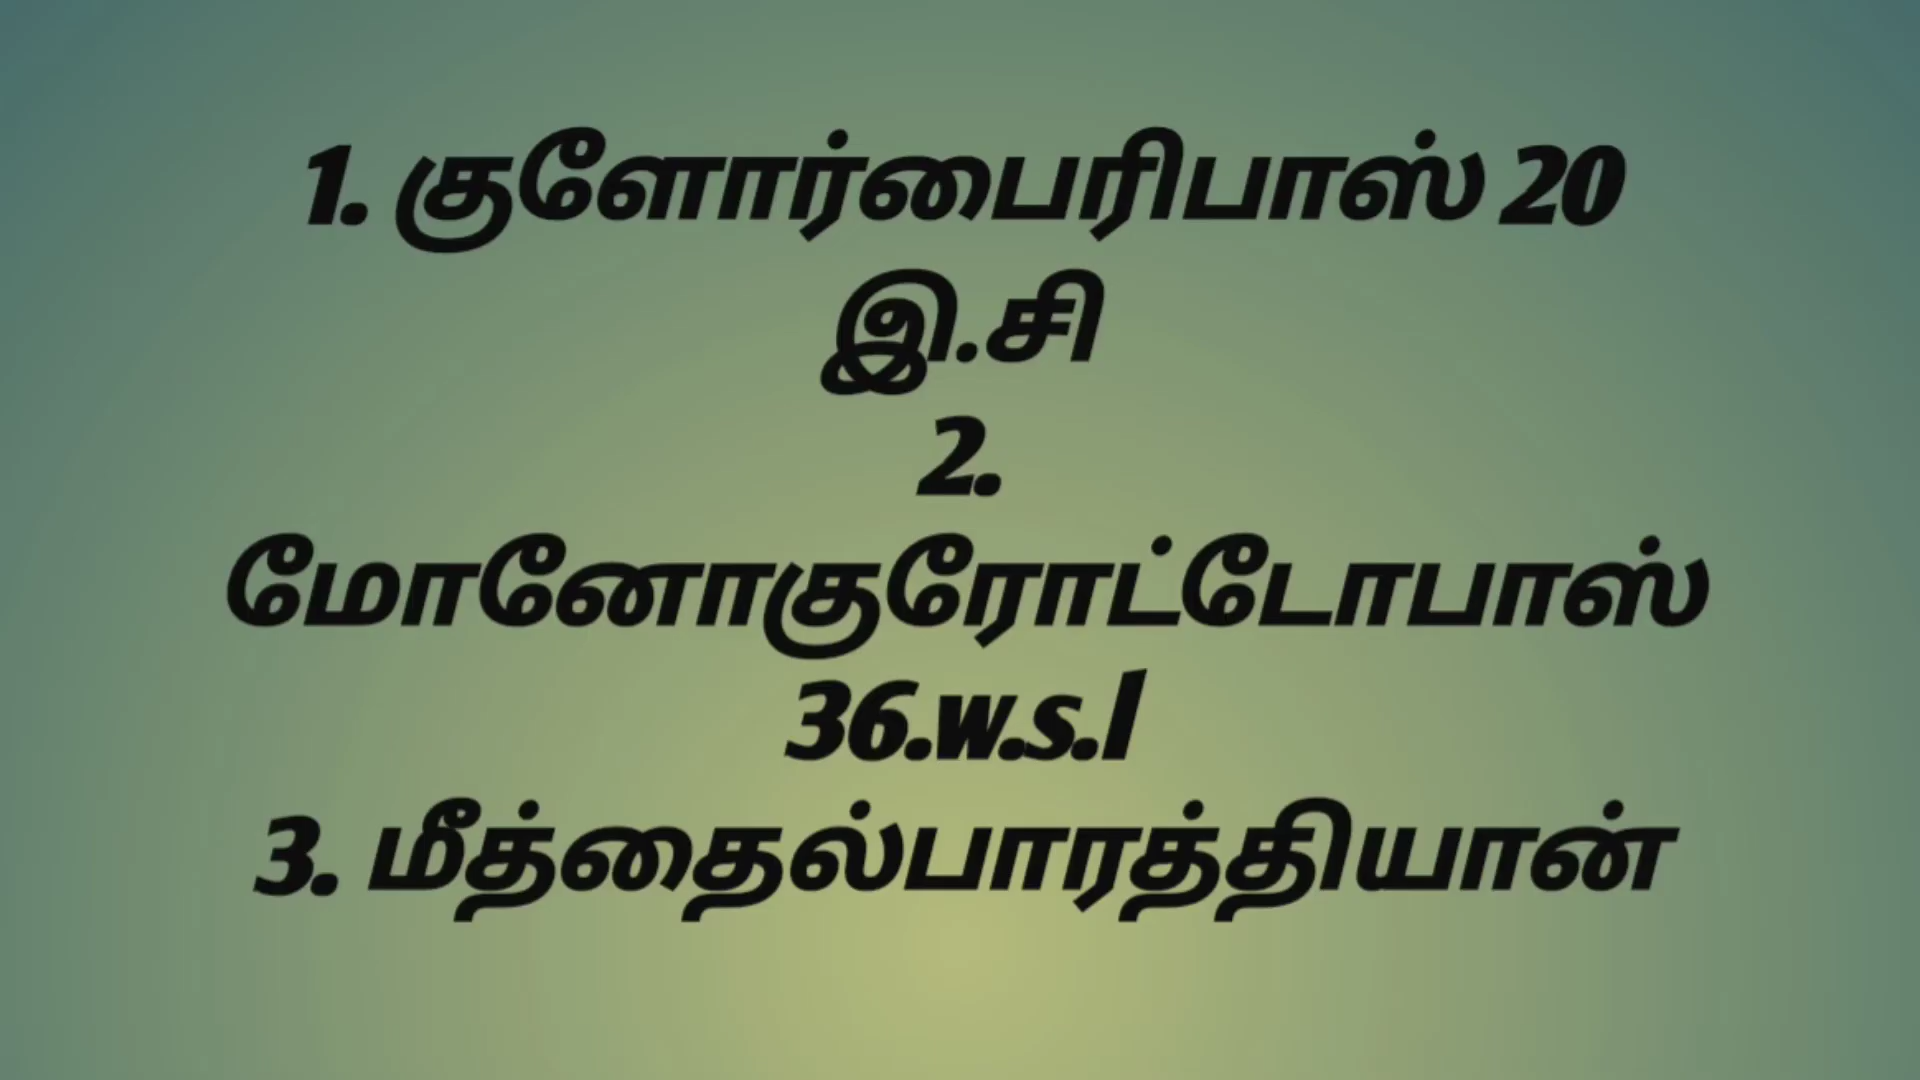 1. குளோர்பைரிபாஸ் 20
இ.சி
2.
மோனோகுரோட்டோபாஸ்
36.w.s.l
3. மீத்தைல்பாரத்தியான்